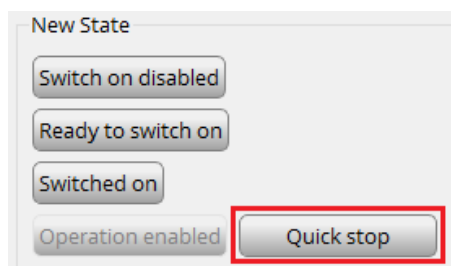 New State
Switch on disabled
Ready to switch on
Switched on
Operation enabled Quick stop